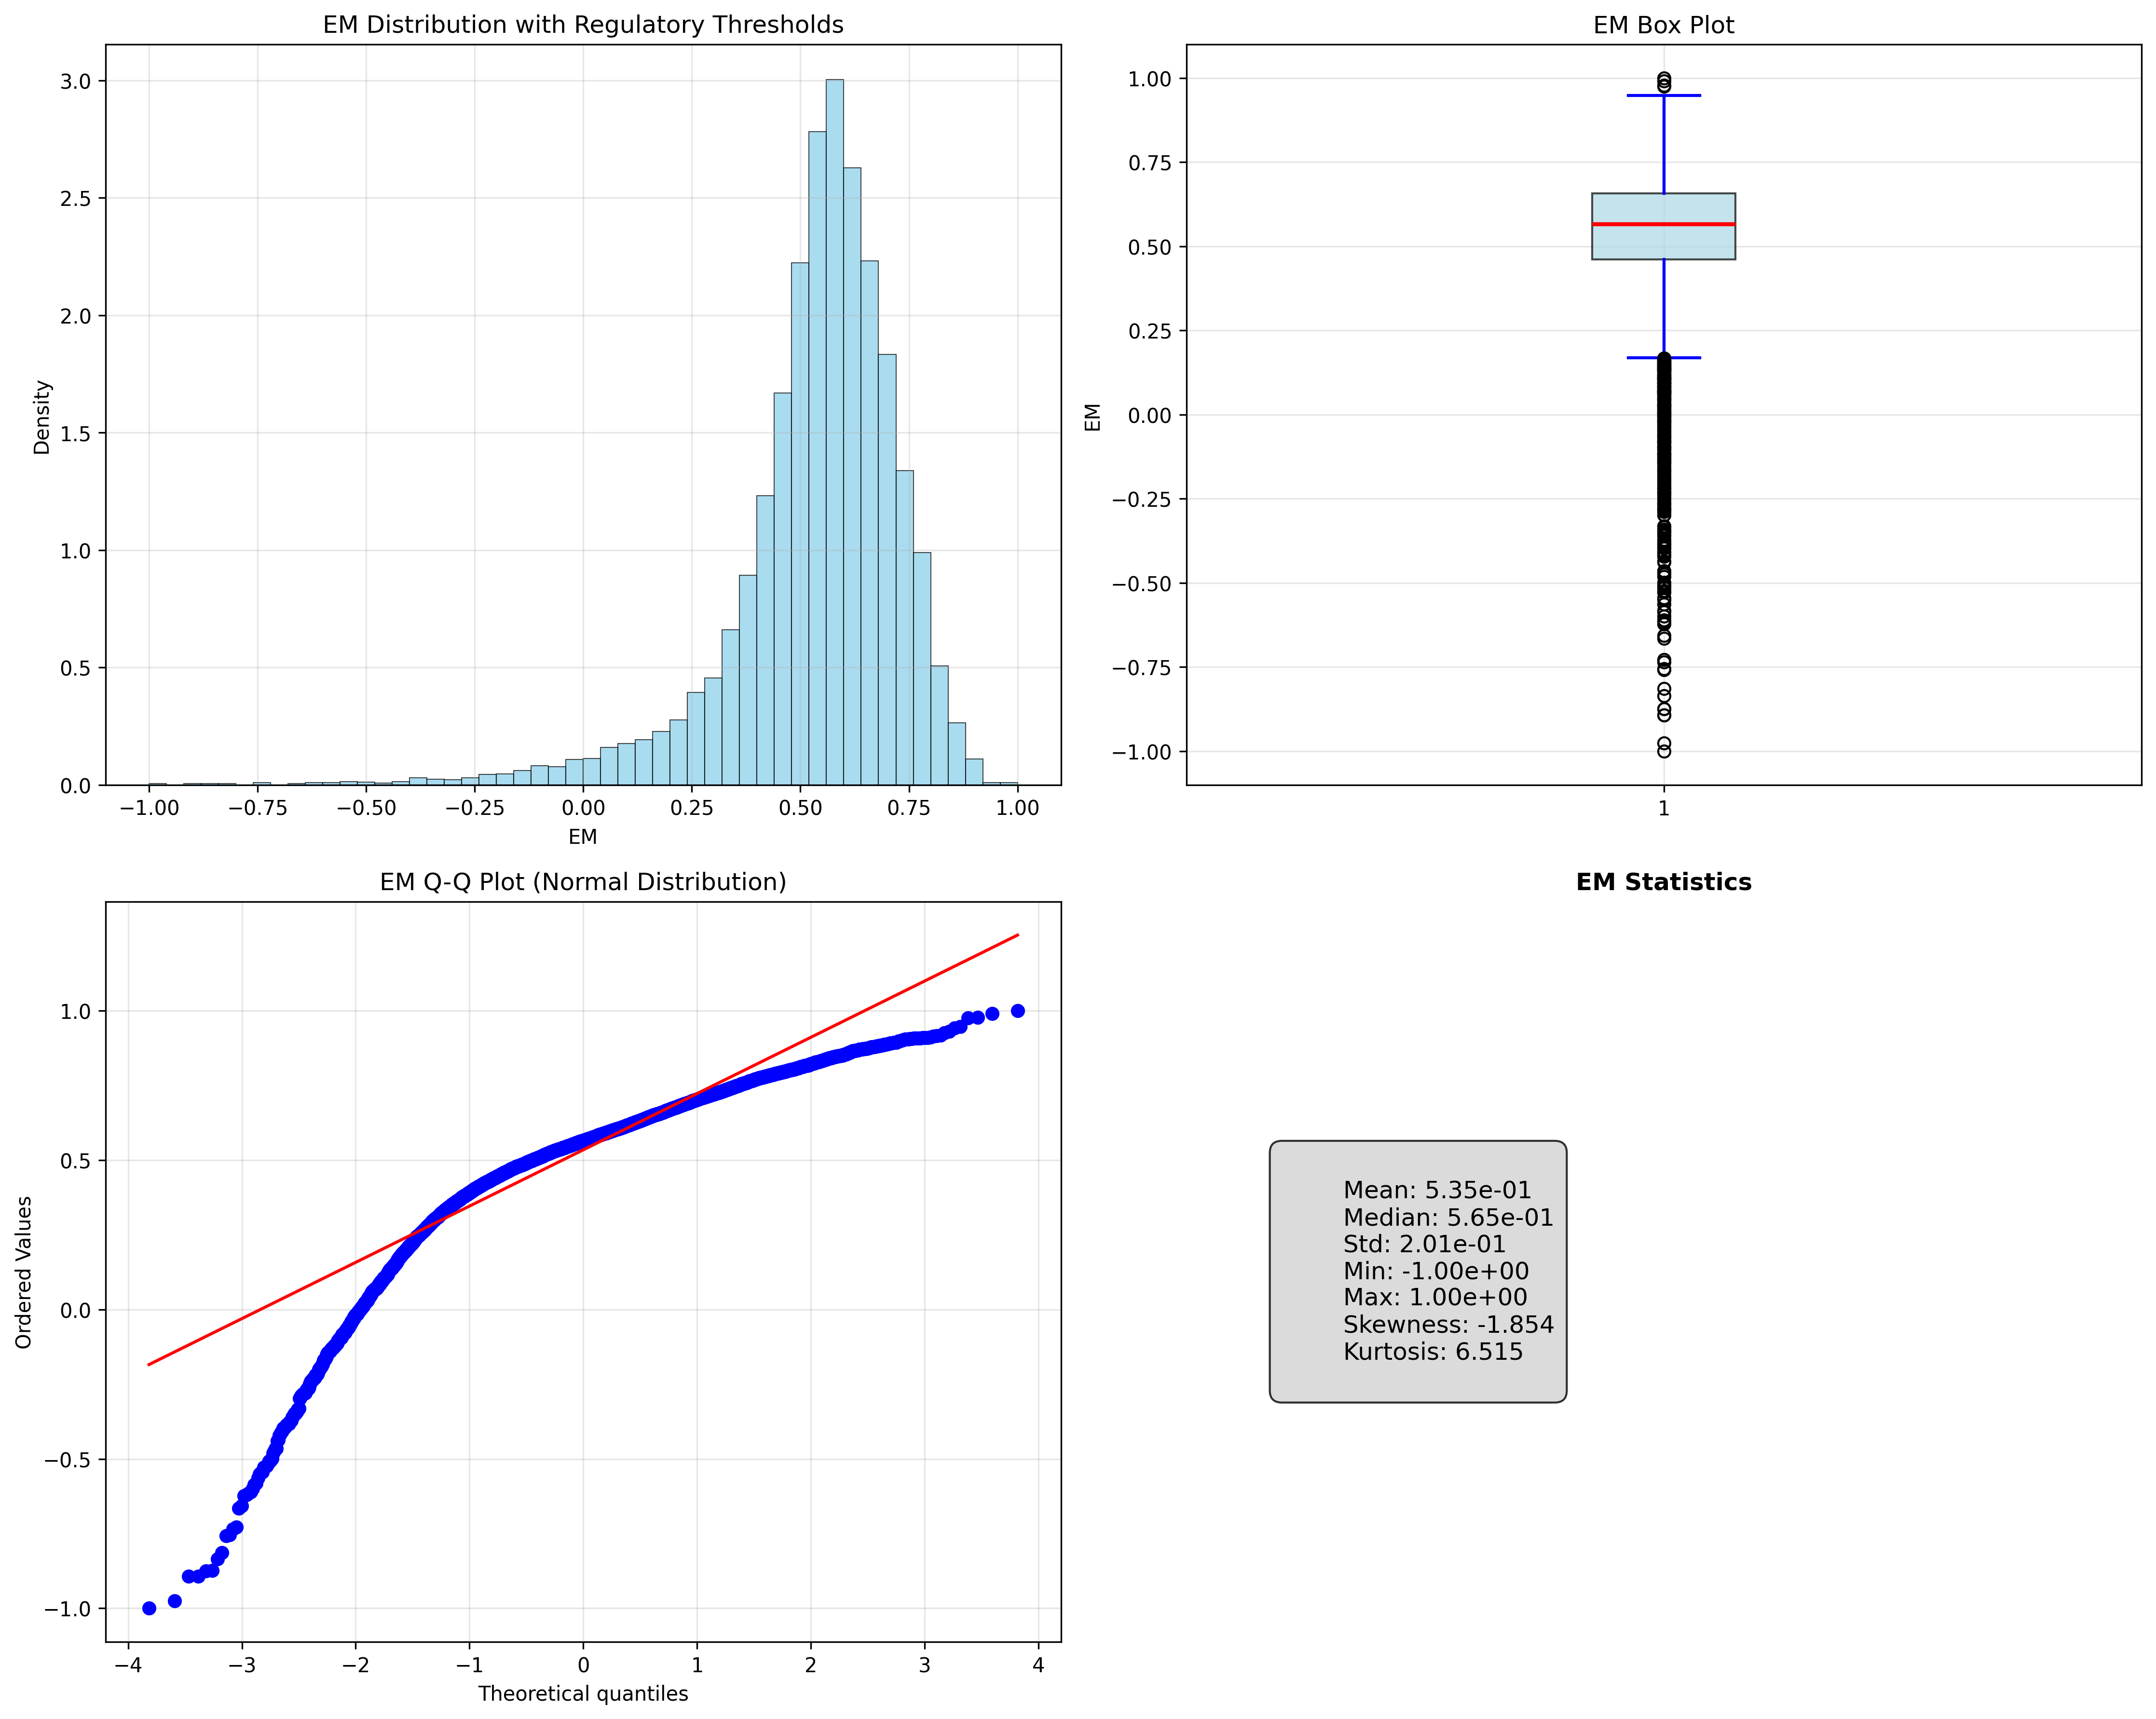 EM Distribution with Regulatory Thresholds
3.0
2.5
2.0
1.5
1.0
0.5
0.0
Density
−1.00 −0.75 −0.50 −0.25 0.00 0.25 0.50 0.75 1.00
EM
EM Box Plot
1.00
0.75
0.50
0.25
0.00
−0.25
−0.50
−0.75
−1.00
EM
1
EM Q-Q Plot (Normal Distribution)
1.0
0.5
0.0
−0.5
−1.0
Ordered Values
−4 −3 −2 −1 0 1 2 3 4
Theoretical quantiles
EM Statistics
Mean: 5.35e-01
Median: 5.65e-01
Std: 2.01e-01
Min: -1.00e+00
Max: 1.00e+00
Skewness: -1.854
Kurtosis: 6.515